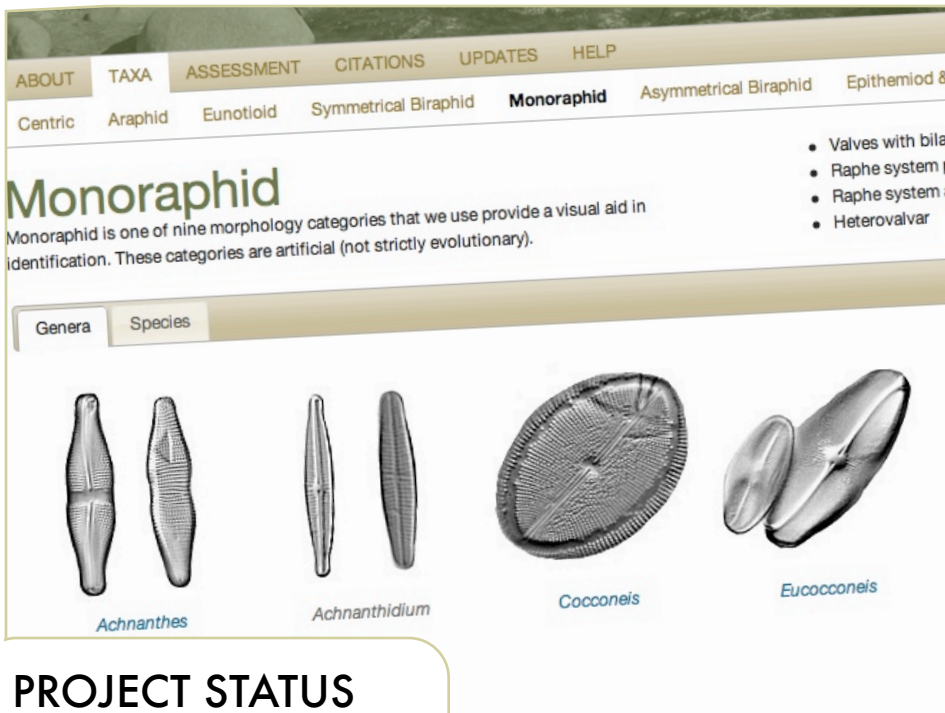 ABOUT TAXA ASSESSMENT CITATIONS UPDATES HELP
Centric Araphid Eunotioid Symmetrical Biraphid Monoraphid Asymmetrical Biraphid Epithemiod &
Monoraphid
Monoraphid is one of nine morphology categories that we use provide a visual aid in
identification. These categories are artificial (not strictly evolutionary).
• Valves with bila
• Raphe system
• Raphe system
• Heterovalvar
Genera Species
Achnanthes Achnanthidium Cocconeis Eucocconeis
PROJECT STATUS